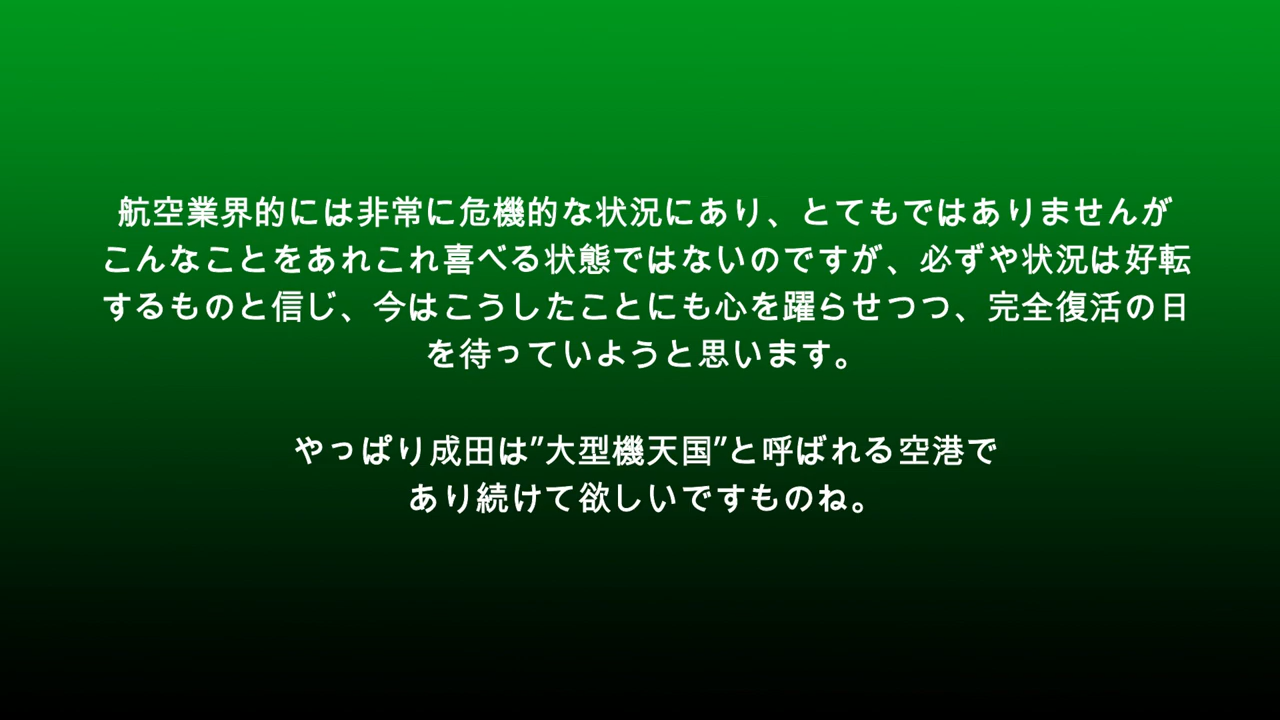 航空業界的には非常に危機的な状況にあり、とてもではありませんが
こんなことをあれこれ喜べる状態ではないのですが、必ずや状況は好転
するものと信じ、今はこうしたことにも心を躍らせつつ、完全復活の日
を待っていようと思います。
やっぱり成田は”大型機天国”と呼ばれる空港で
あり続けて欲しいですものね。